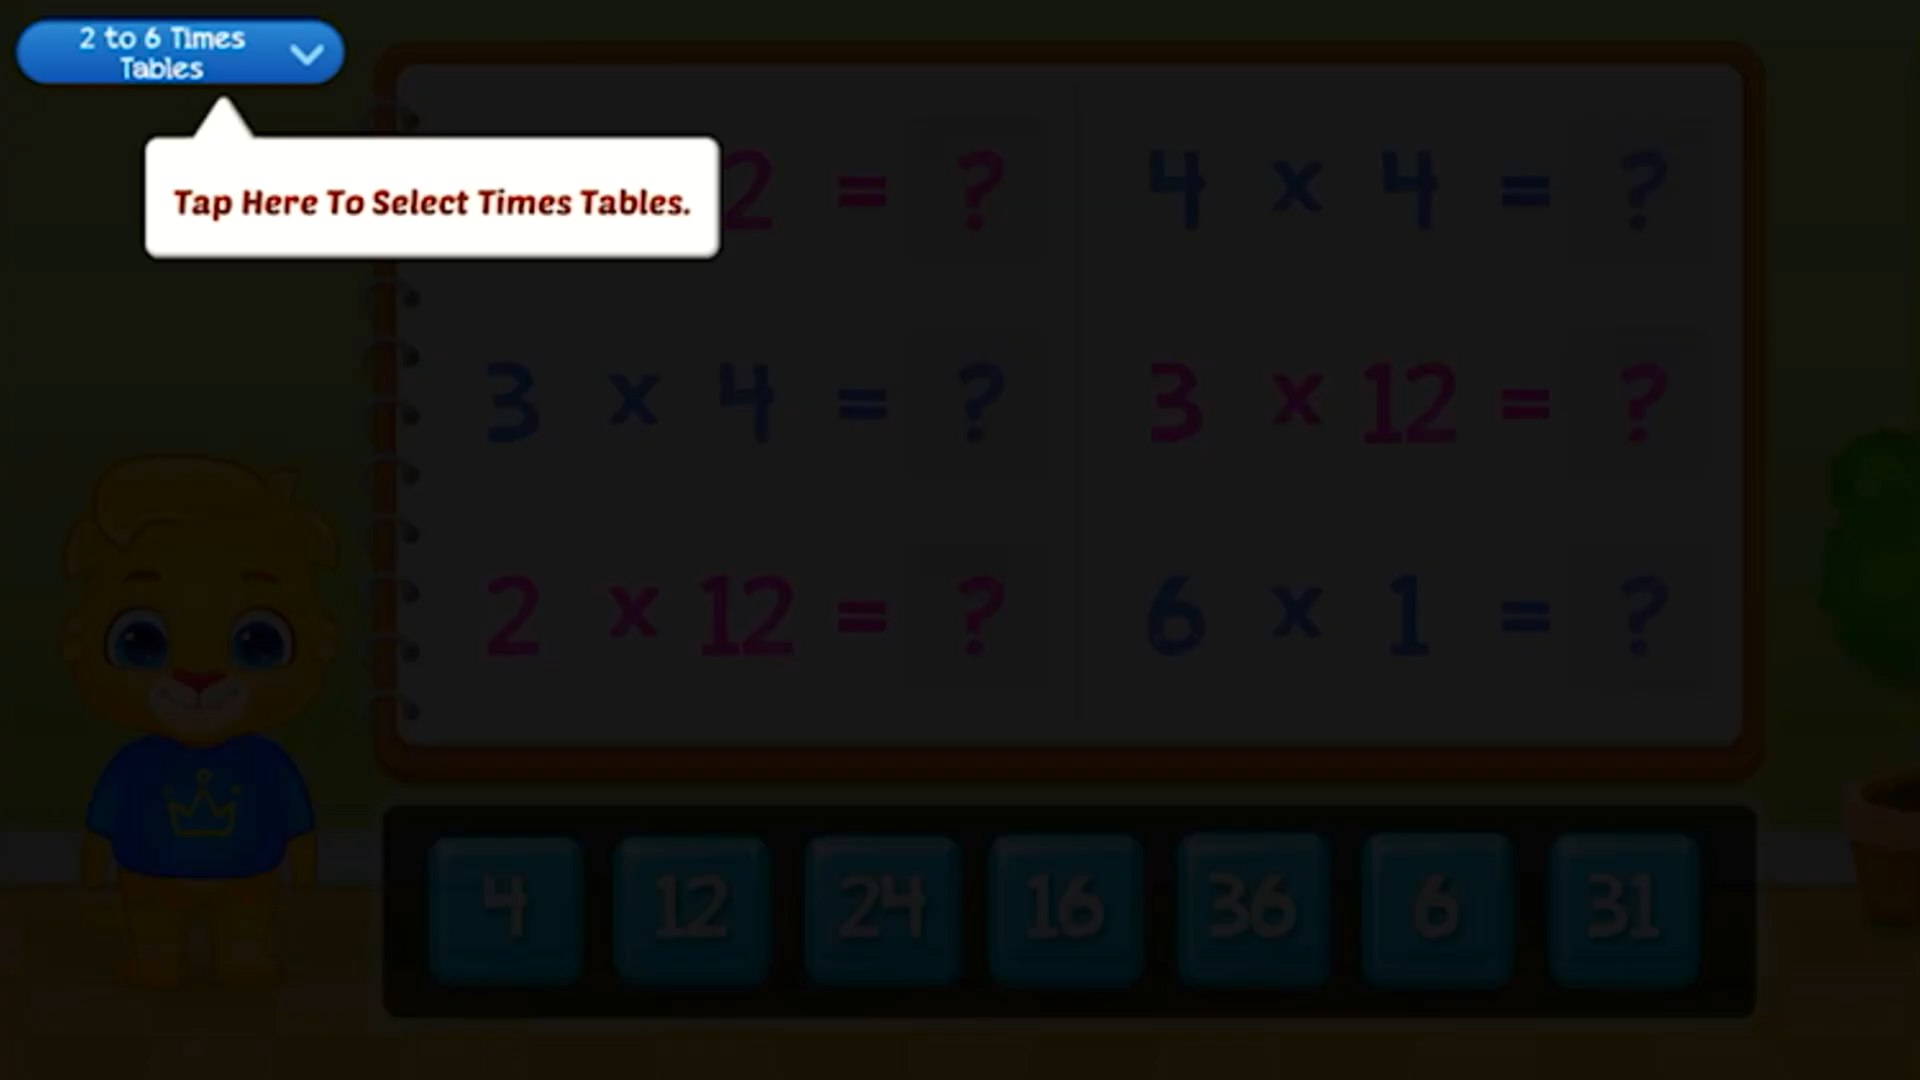 2 to 6 Times
Tables
Tap Here To Select Times Tables.
2 = ?
4 x 4 = ?
3 x 4 = ?
3 x 12 = ?
2 x 12 = ?
6 x 1 = ?
4 12 24 16 36 6 31